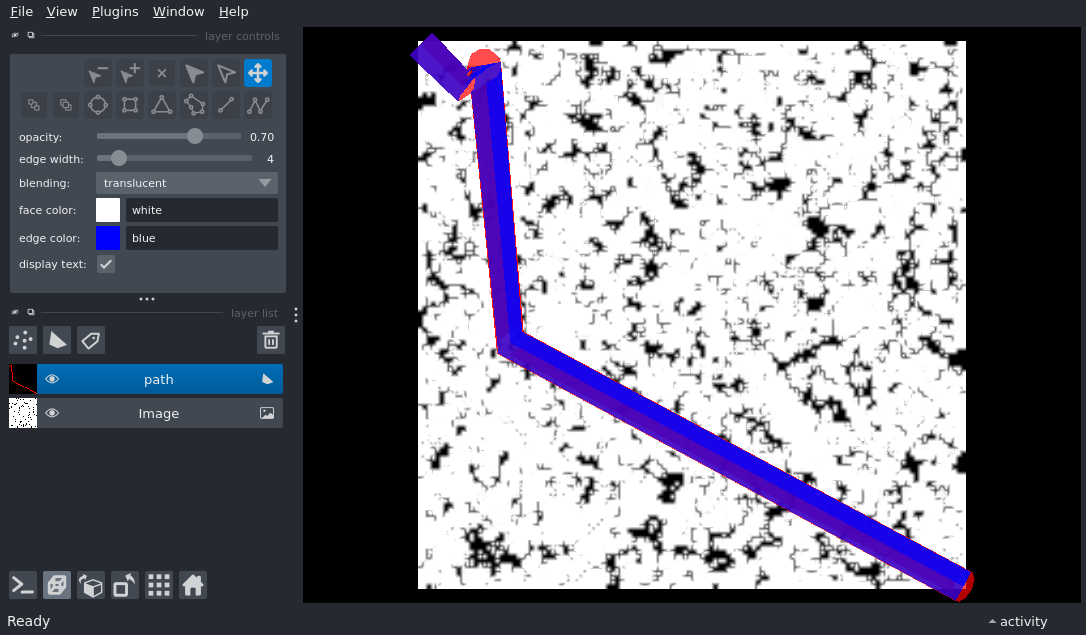 File View Plugins Window Help
layer controls
opacity: 0.70
edge width: 4
blending: translucent
face color: white
edge color: blue
display text:
layer list
path
Image
Ready
activity